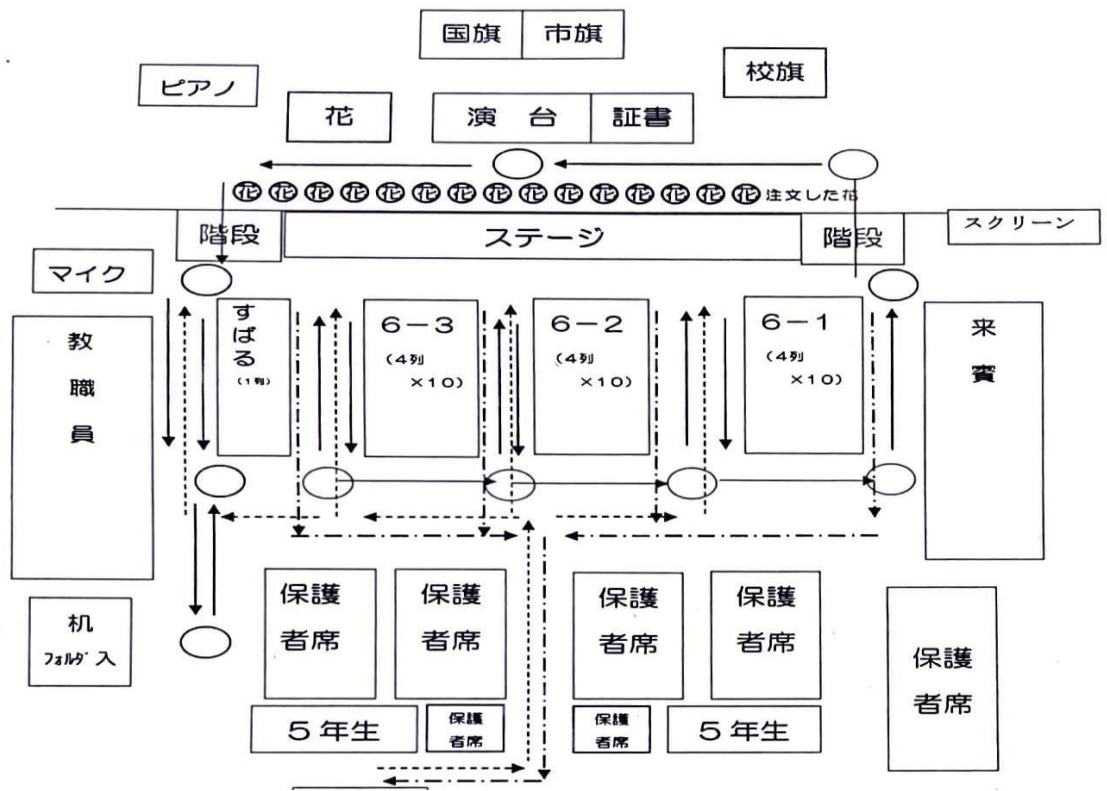 国旗 市旗
校旗
ピアノ
花 演台 証書
花 花 花 花 花 花 花 花 花 花 花 花 花 花 花 注文した花
階段 ステージ 階段 スクリーン
マイク
教職員
すばる
(1列)
6-3
(4列
×10)
6-2
(4列
×10)
6-1
(4列
×10)
来賓
机
フォルダ入
保護
者席
保護
者席
保護
者席
保護
者席
保護
者席
5年生
保護
者席
保護
者席
5年生